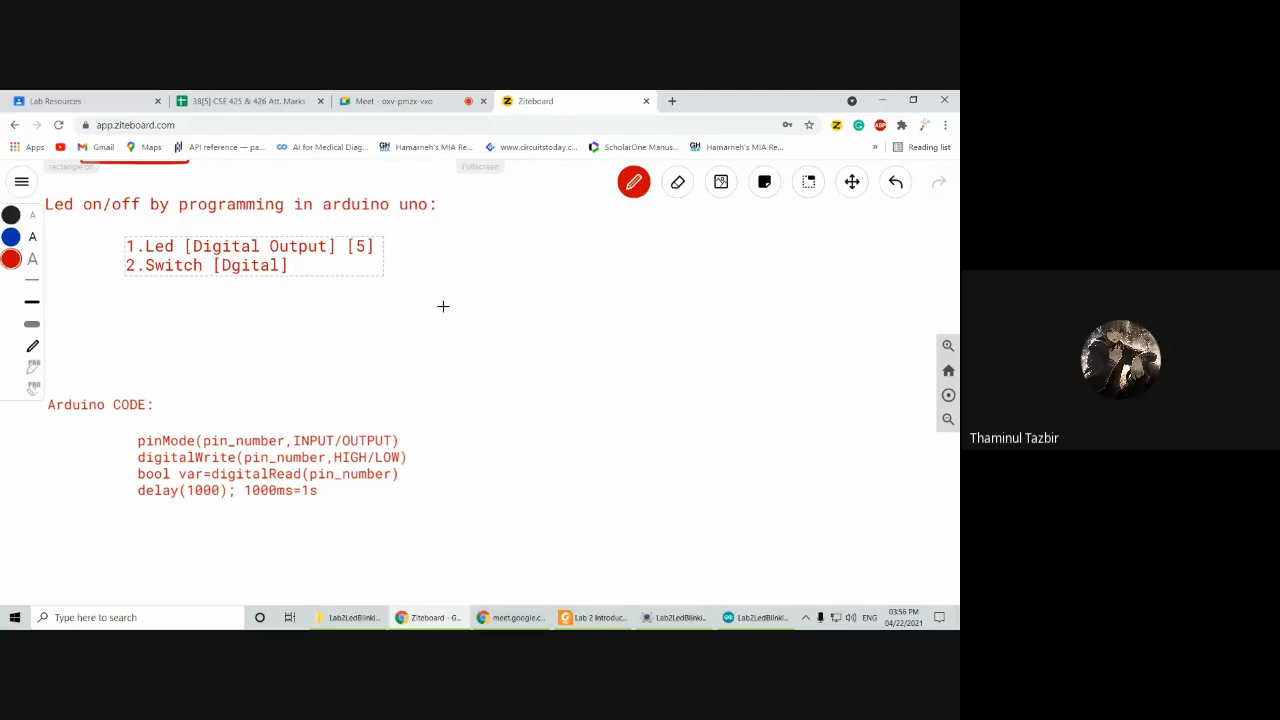 Lab Resources
38[5] CSE 425 & 426 Att. Marks
Meet - oxv-pmzx-vxo
Ziteboard
app.ziteboard.com
Apps
Gmail
Maps
API reference — pa...
AI for Medical Diag...
Hamarneh's MIA Re...
www.circuitstoday.c...
ScholarOne Manus...
Hamarneh's MIA Re...
»
Reading list
rectangle on
Fullscreen
Led on/off by programming in arduino uno:
A
A
A
1.Led [Digital Output] [5]
2.Switch [Dgital]
PRO
PRO
Arduino CODE:
pinMode(pin_number,INPUT/OUTPUT)
digitalWrite(pin_number,HIGH/LOW)
bool var=digitalRead(pin_number)
delay(1000); 1000ms=1s
Thaminul Tazbir
Type here to search
Lab2LedBlinki...
Ziteboard - G...
meet.google.c...
Lab 2 Introduc...
Lab2LedBlinki...
Lab2LedBlinki...
ENG
03:56 PM
04/22/2021